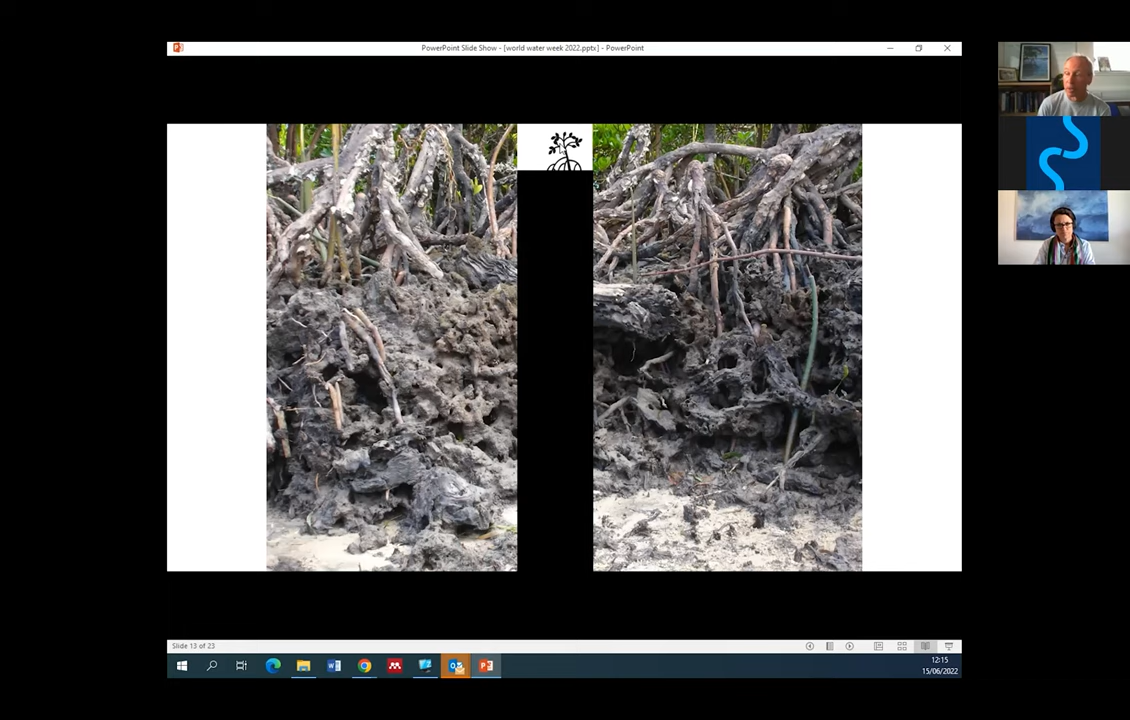 PowerPoint Slide Show - [world water week 2022.pptx] - PowerPoint
Slide 13 of 23
12:15
15/06/2022